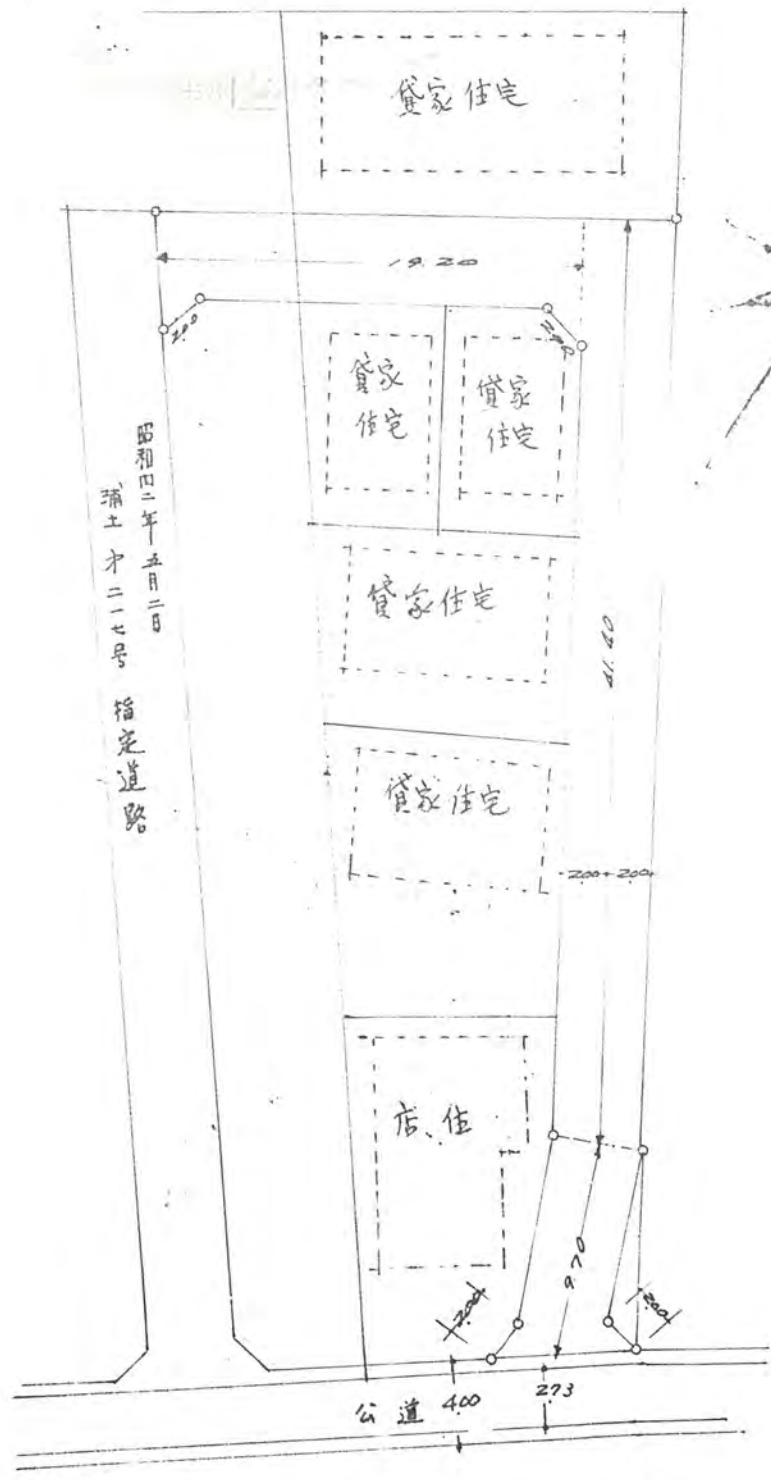 貸家住宅
19.20
2.00
2.00
貸家
住宅
貸家
住宅
昭和四二年五月二日
浦土才二一七号 指定道路
貸家住宅
41.40
貸家住宅
2.00
2.00
店、住
9.70
2.00
2.00
公道
4.00
2.73